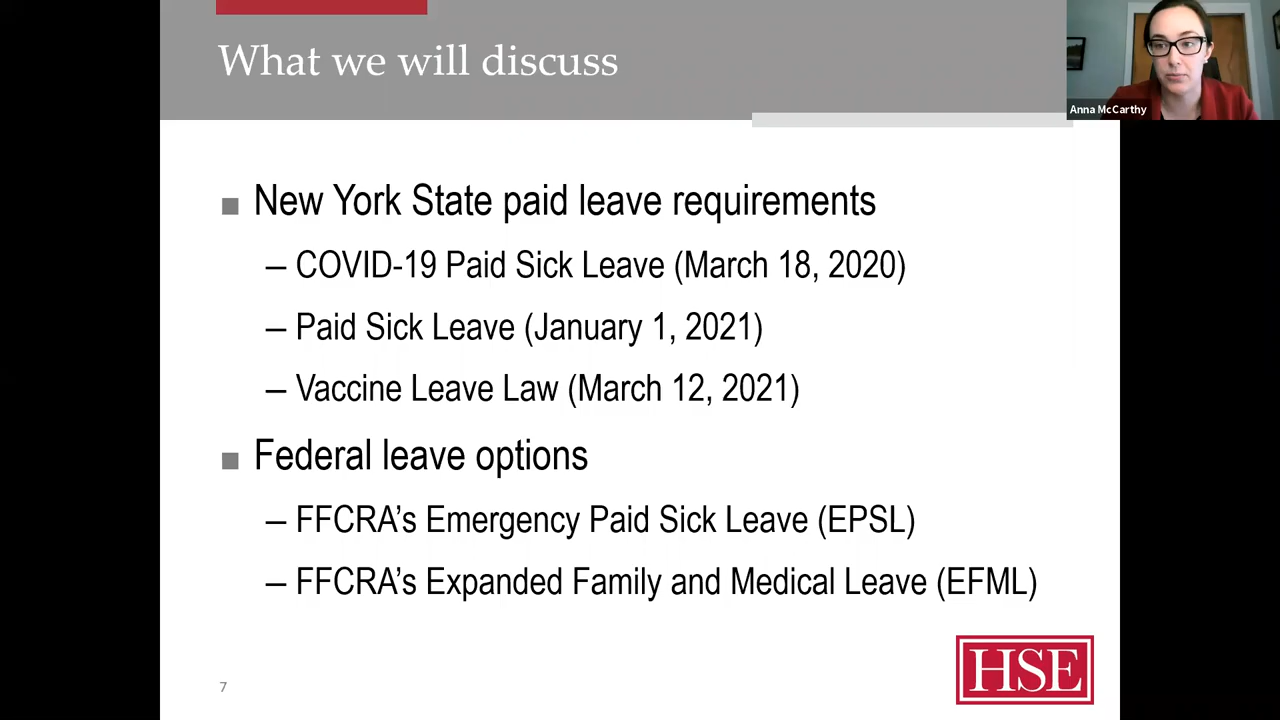 What we will discuss
Anna McCarthy
■ New York State paid leave requirements
– COVID-19 Paid Sick Leave (March 18, 2020)
– Paid Sick Leave (January 1, 2021)
– Vaccine Leave Law (March 12, 2021)
■ Federal leave options
– FFCRA’s Emergency Paid Sick Leave (EPSL)
– FFCRA’s Expanded Family and Medical Leave (EFML)
HSE
7